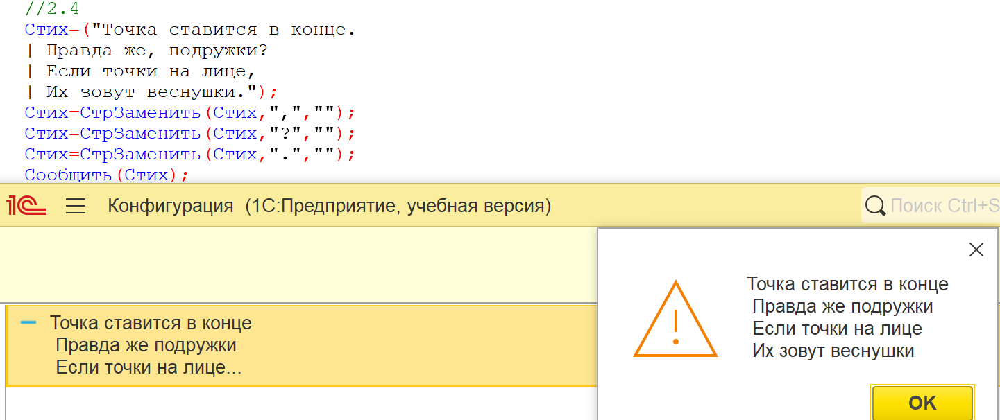 //2.4
Стих=("Точка ставится в конце.
| Правда же, подружки?
| Если точки на лице,
| Их зовут веснушки.");
Стих=СтрЗаменить(Стих,",","");
Стих=СтрЗаменить(Стих,"?","");
Стих=СтрЗаменить(Стих,".","");
Сообщить(Стих);
1С Конфигурация (1С:Предприятие, учебная версия) Поиск Ctrl+S
Точка ставится в конце
Правда же подружки
Если точки на лице...
Точка ставится в конце
Правда же подружки
Если точки на лице
Их зовут веснушки
OK